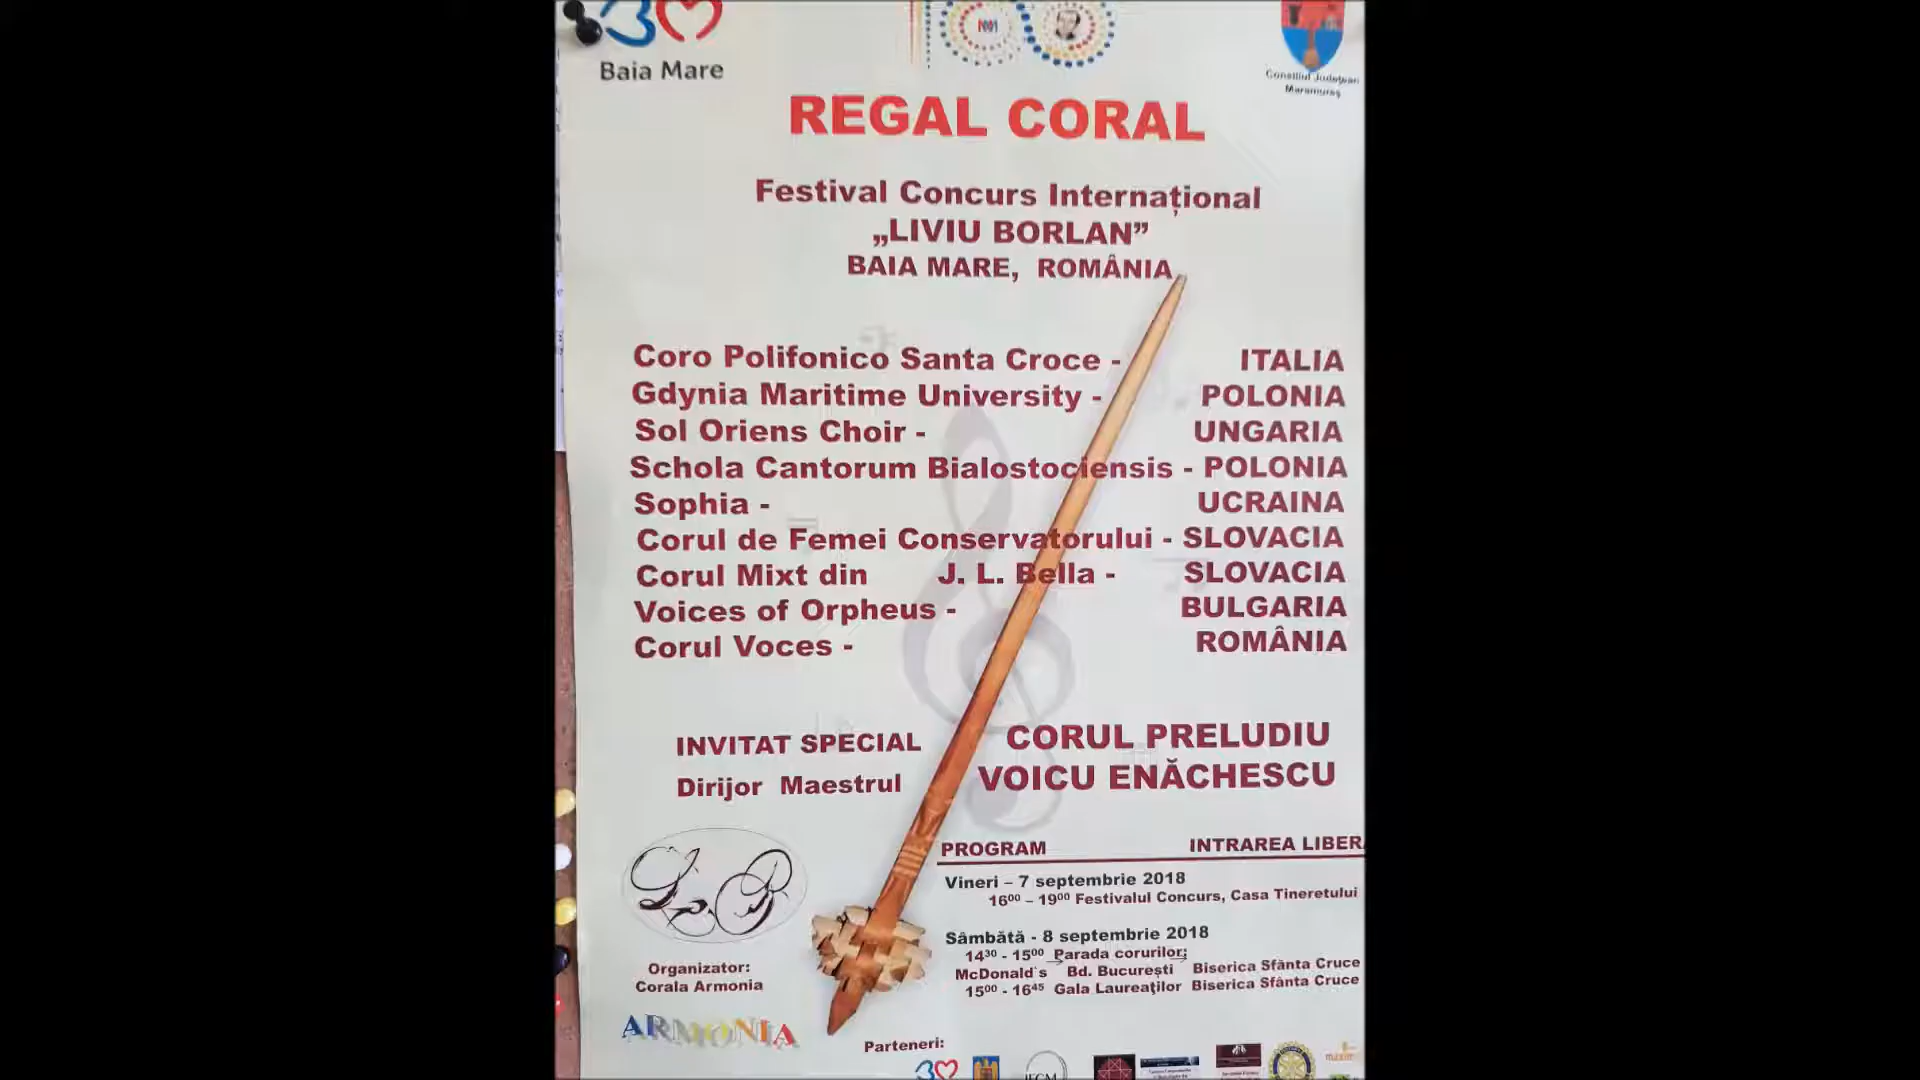 Baia Mare
Consiliul Județean
Maramureș
REGAL CORAL
Festival Concurs Internațional
„LIVIU BORLAN”
BAIA MARE, ROMÂNIA
Coro Polifonico Santa Croce - ITALIA
Gdynia Maritime University - POLONIA
Sol Oriens Choir - UNGARIA
Schola Cantorum Bialostociensis - POLONIA
Sophia - UCRAINA
Corul de Femei Conservatorului - SLOVACIA
Corul Mixt din J. L. Bella - SLOVACIA
Voices of Orpheus - BULGARIA
Corul Voces - ROMÂNIA
INVITAT SPECIAL CORUL PRELUDIU
Dirijor Maestrul VOICU ENĂCHESCU
PROGRAM INTRAREA LIBER
Vineri – 7 septembrie 2018
16⁰⁰ – 19⁰⁰ Festivalul Concurs, Casa Tineretului
Sâmbătă - 8 septembrie 2018
14³⁰ - 15⁰⁰ Parada corurilor;
McDonald's Bd. București Biserica Sfânta Cruce
15⁰⁰ - 16⁴⁵ Gala Laureaţilor Biserica Sfânta Cruce
Organizator:
Corala Armonia
ARMONIA
Parteneri: